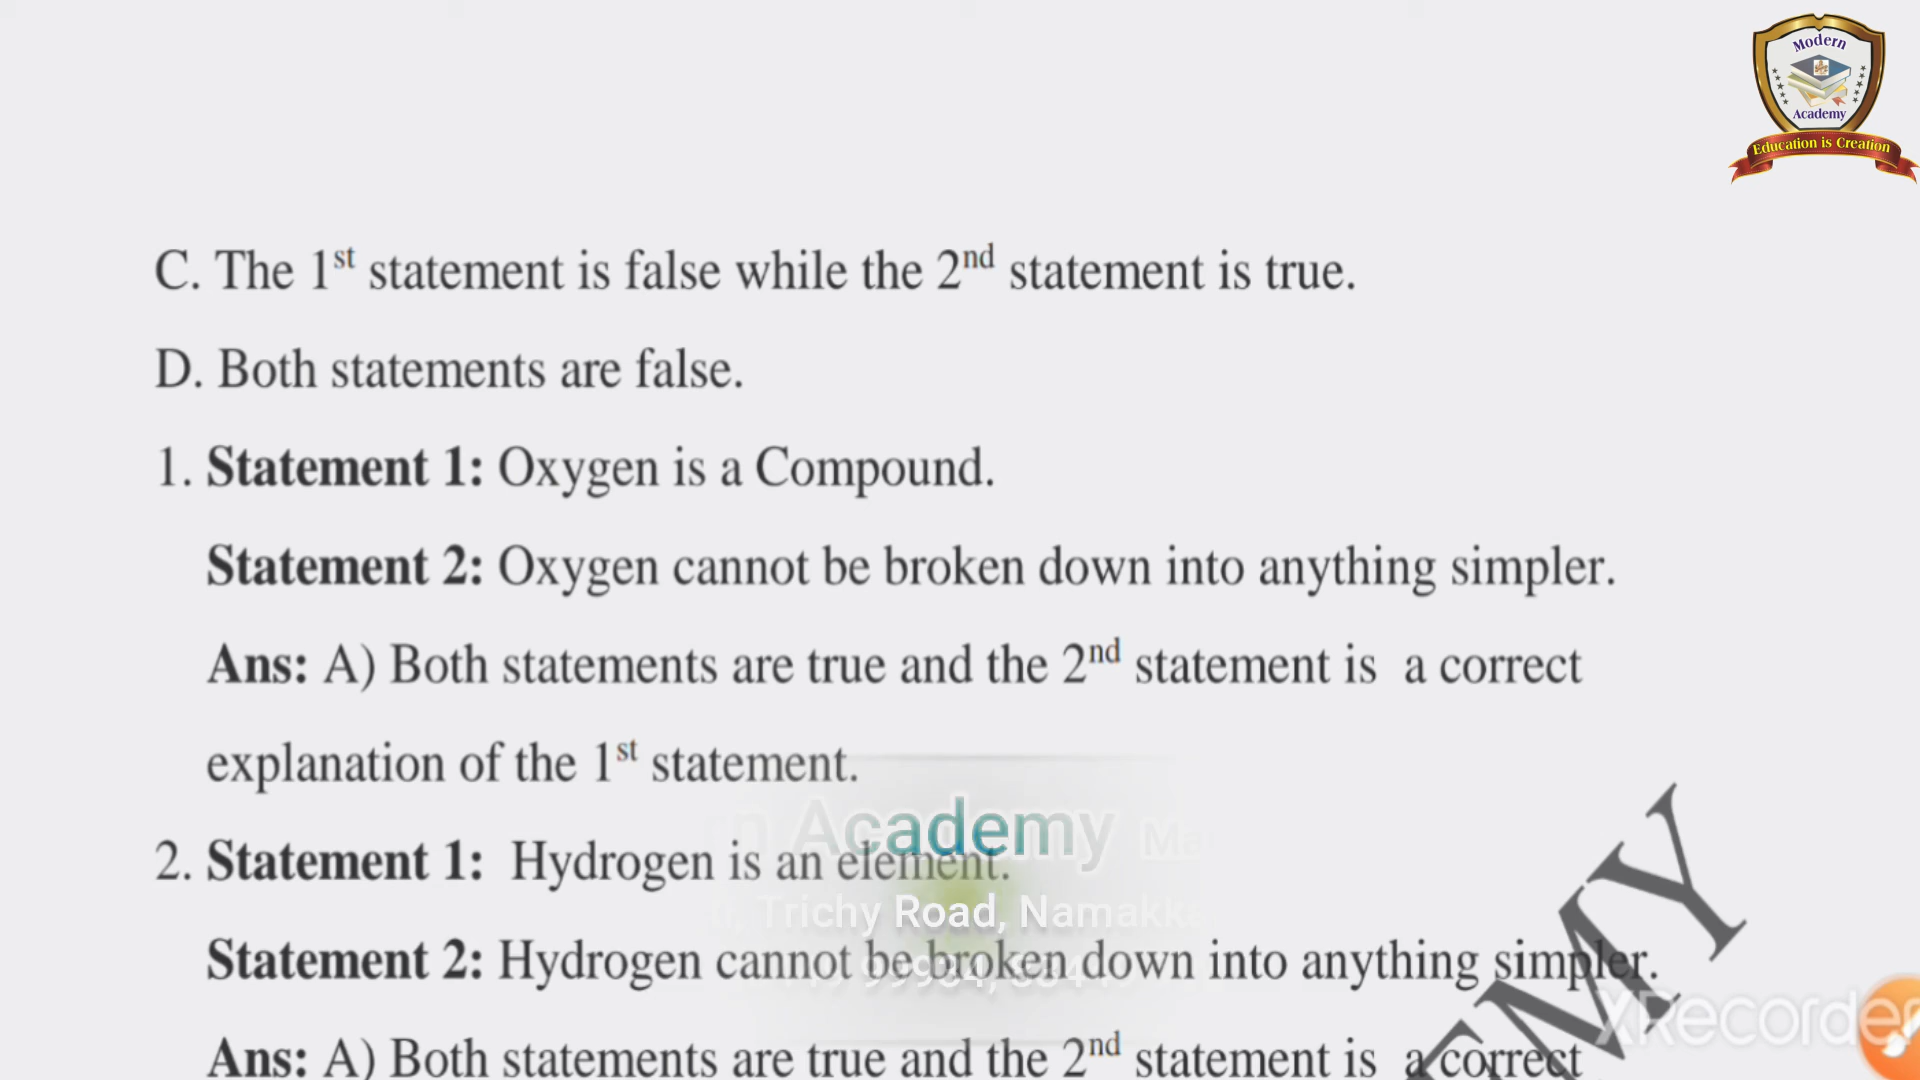 Modern
Academy
Education is Creation
C. The 1st statement is false while the 2nd statement is true.
D. Both statements are false.
1. Statement 1: Oxygen is a Compound.
Statement 2: Oxygen cannot be broken down into anything simpler.
Ans: A) Both statements are true and the 2nd statement is a correct
explanation of the 1st statement.
Academy
2. Statement 1: Hydrogen is an element.
Trichy Road, Namakka
Statement 2: Hydrogen cannot be broken down into anything simpler.
XRecorder
Ans: A) Both statements are true and the 2nd statement is a correct